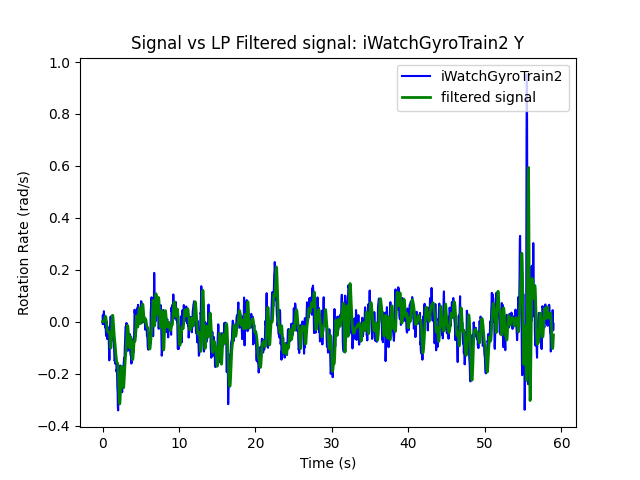 Signal vs LP Filtered signal: iWatchGyroTrain2 Y
iWatchGyroTrain2
filtered signal
Rotation Rate (rad/s)
1.0
0.8
0.6
0.4
0.2
0.0
−0.2
−0.4
0 10 20 30 40 50 60
Time (s)